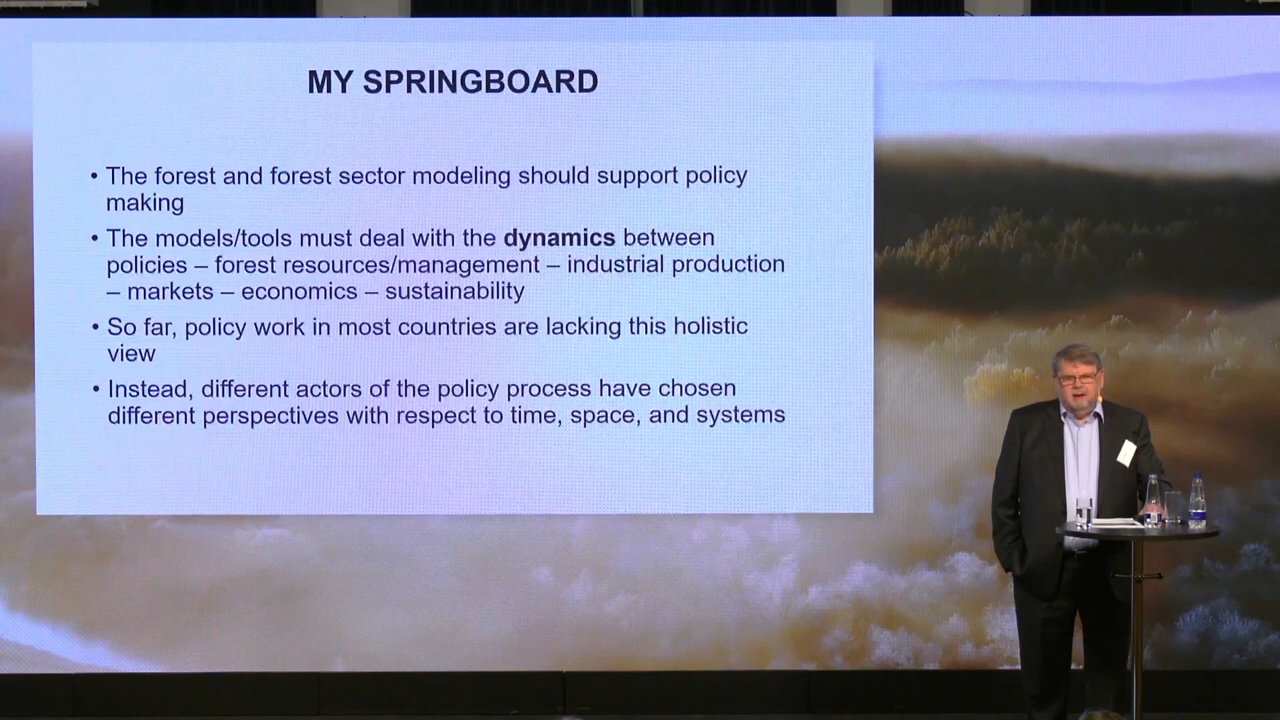 MY SPRINGBOARD
• The forest and forest sector modeling should support policy
making
• The models/tools must deal with the dynamics between
policies – forest resources/management – industrial production
– markets – economics – sustainability
• So far, policy work in most countries are lacking this holistic
view
• Instead, different actors of the policy process have chosen
different perspectives with respect to time, space, and systems